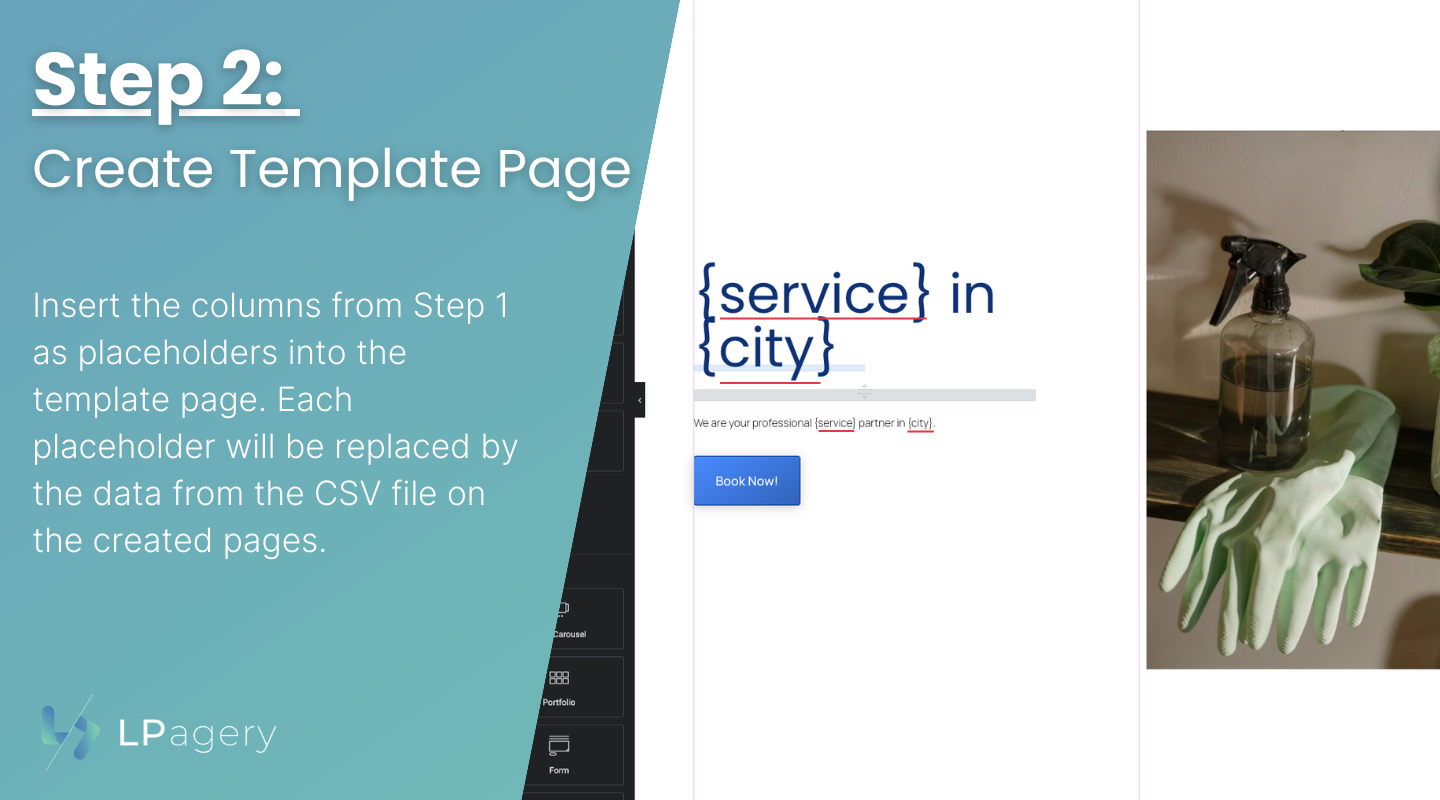 Step 2:
Create Template Page
Insert the columns from Step 1
as placeholders into the
template page. Each
placeholder will be replaced by
the data from the CSV file on
the created pages.
LPagery
Carousel
Portfolio
Form
{service} in
{city}
We are your professional {service} partner in {city}.
Book Now!